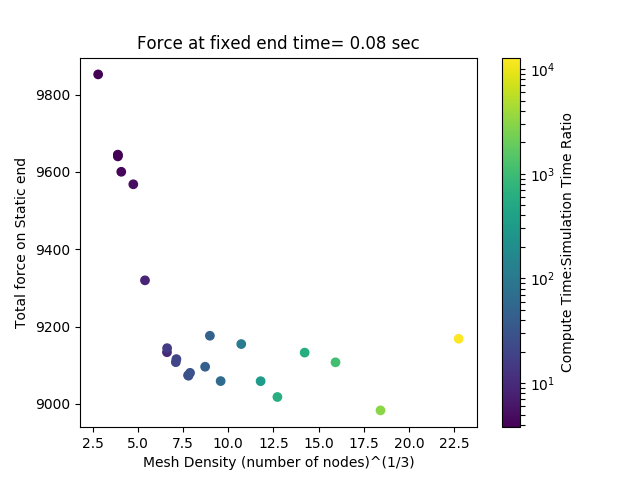 Force at fixed end time= 0.08 sec
Total force on Static end
9800
9600
9400
9200
9000
2.5 5.0 7.5 10.0 12.5 15.0 17.5 20.0 22.5
Mesh Density (number of nodes)^(1/3)
10^4
10^3
10^2
10^1
Compute Time:Simulation Time Ratio